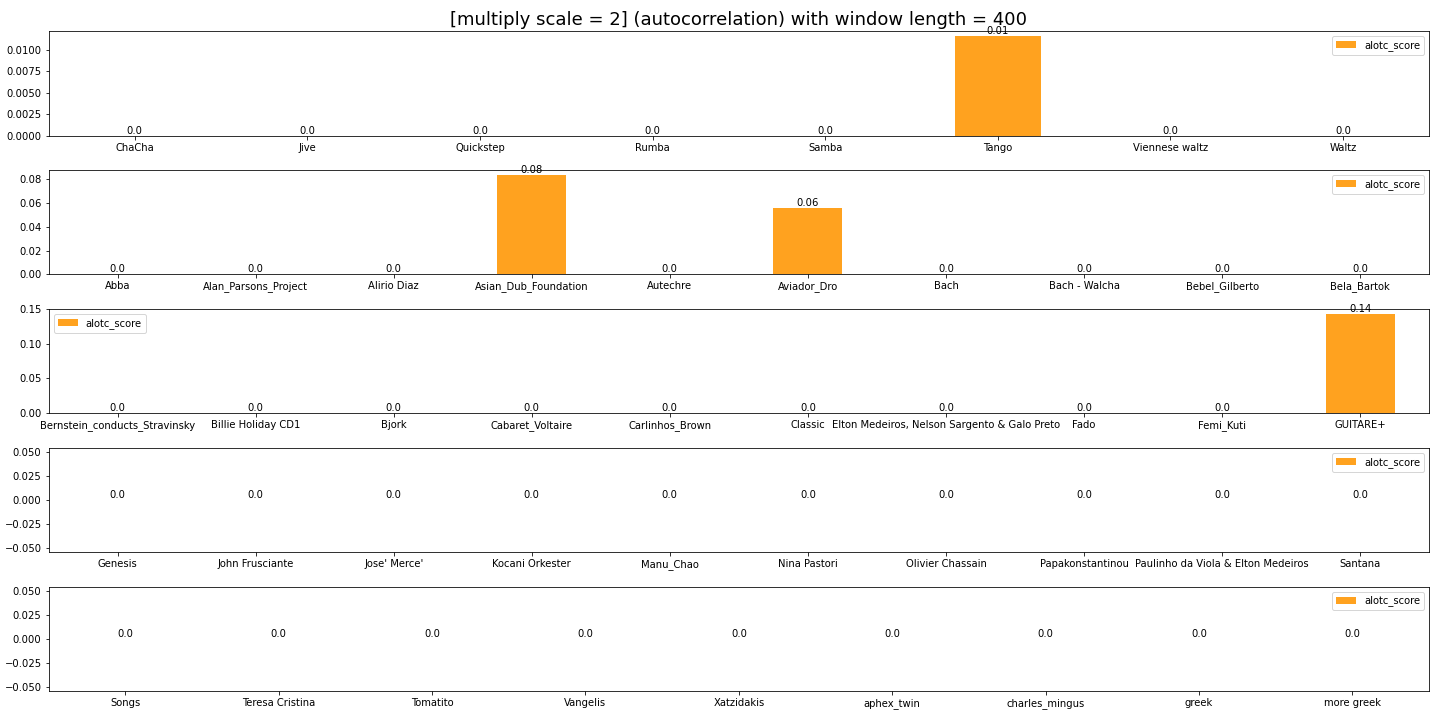 [multiply scale = 2] (autocorrelation) with window length = 400
0.0100
0.0075
0.0050
0.0025
0.0000
0.0 0.0 0.0 0.0 0.0 0.01 0.0 0.0
alotc_score
ChaCha Jive Quickstep Rumba Samba Tango Viennese waltz Waltz
0.08
0.06
0.04
0.02
0.00
0.0 0.0 0.0 0.08 0.0 0.06 0.0 0.0 0.0 0.0
alotc_score
Abba Alan_Parsons_Project Alirio Diaz Asian_Dub_Foundation Autechre Aviador_Dro Bach Bach - Walcha Bebel_Gilberto Bela_Bartok
0.15
0.10
0.05
0.00
alotc_score
0.0 0.0 0.0 0.0 0.0 0.0 0.0 0.0 0.0 0.14
Bernstein_conducts_Stravinsky Billie Holiday CD1 Bjork Cabaret_Voltaire Carlinhos_Brown Classic Elton Medeiros, Nelson Sargento & Galo Preto Fado Femi_Kuti GUITARE+
0.050
0.025
0.000
−0.025
−0.050
0.0 0.0 0.0 0.0 0.0 0.0 0.0 0.0 0.0 0.0
alotc_score
Genesis John Frusciante Jose' Merce' Kocani Orkester Manu_Chao Nina Pastori Olivier Chassain Papakonstantinou Paulinho da Viola & Elton Medeiros Santana
0.050
0.025
0.000
−0.025
−0.050
0.0 0.0 0.0 0.0 0.0 0.0 0.0 0.0 0.0
alotc_score
Songs Teresa Cristina Tomatito Vangelis Xatzidakis aphex_twin charles_mingus greek more greek